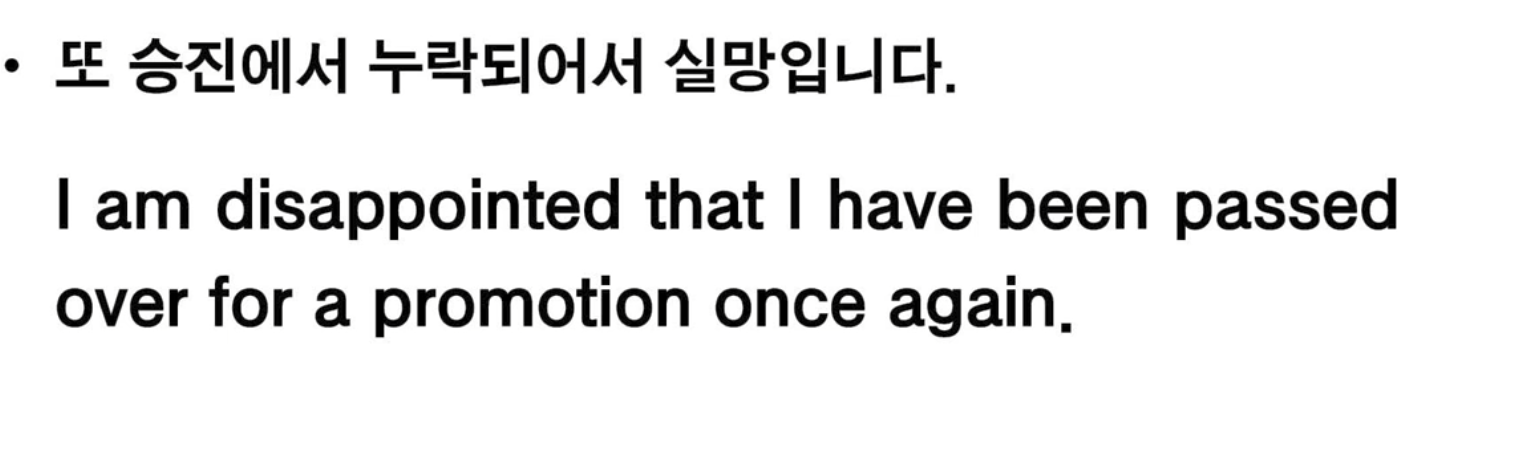 • 또 승진에서 누락되어서 실망입니다.
I am disappointed that I have been passed
over for a promotion once again.